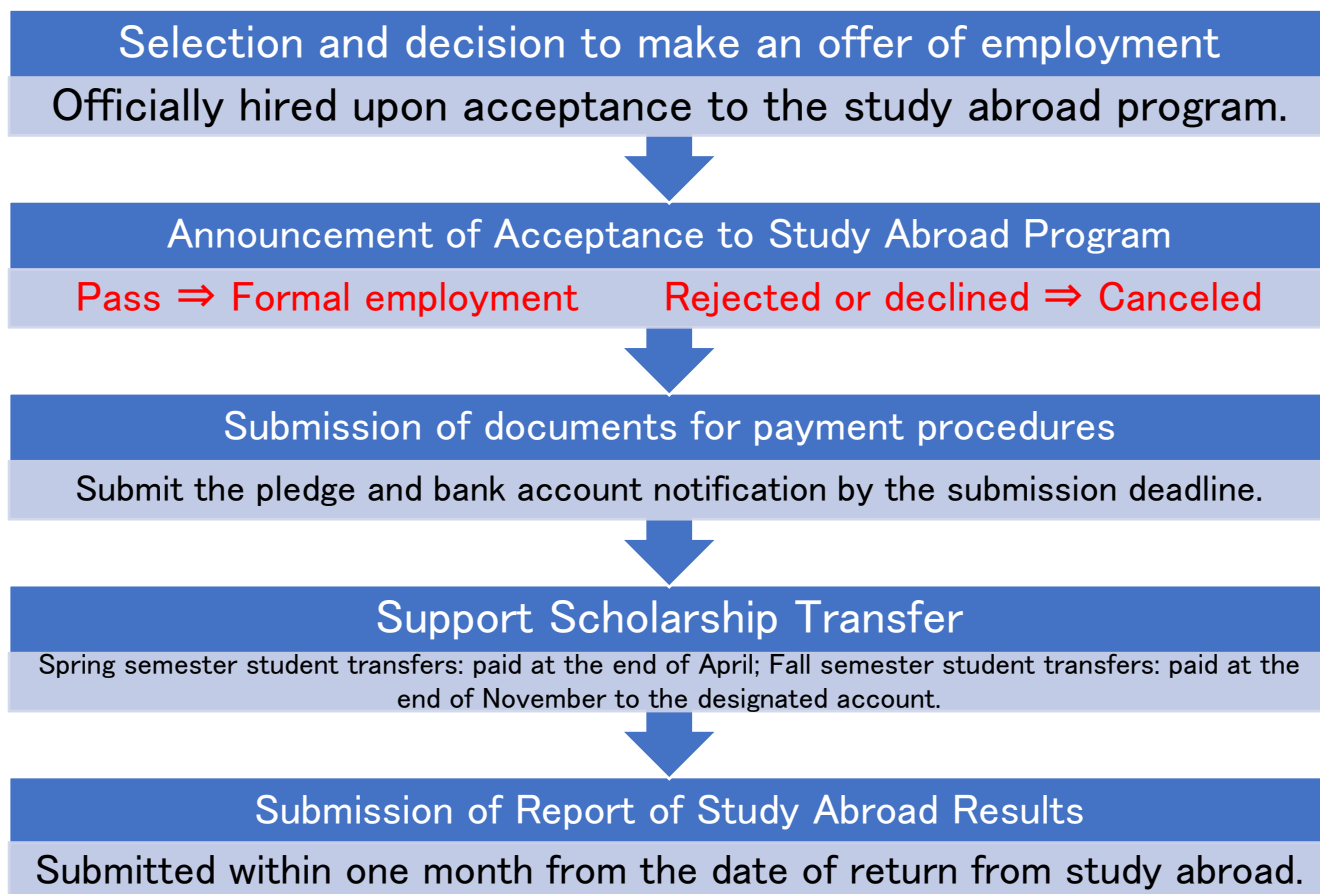 Selection and decision to make an offer of employment
Officially hired upon acceptance to the study abroad program.
Announcement of Acceptance to Study Abroad Program
Pass ⇒ Formal employment Rejected or declined ⇒ Canceled
Submission of documents for payment procedures
Submit the pledge and bank account notification by the submission deadline.
Support Scholarship Transfer
Spring semester student transfers: paid at the end of April; Fall semester student transfers: paid at the
end of November to the designated account.
Submission of Report of Study Abroad Results
Submitted within one month from the date of return from study abroad.